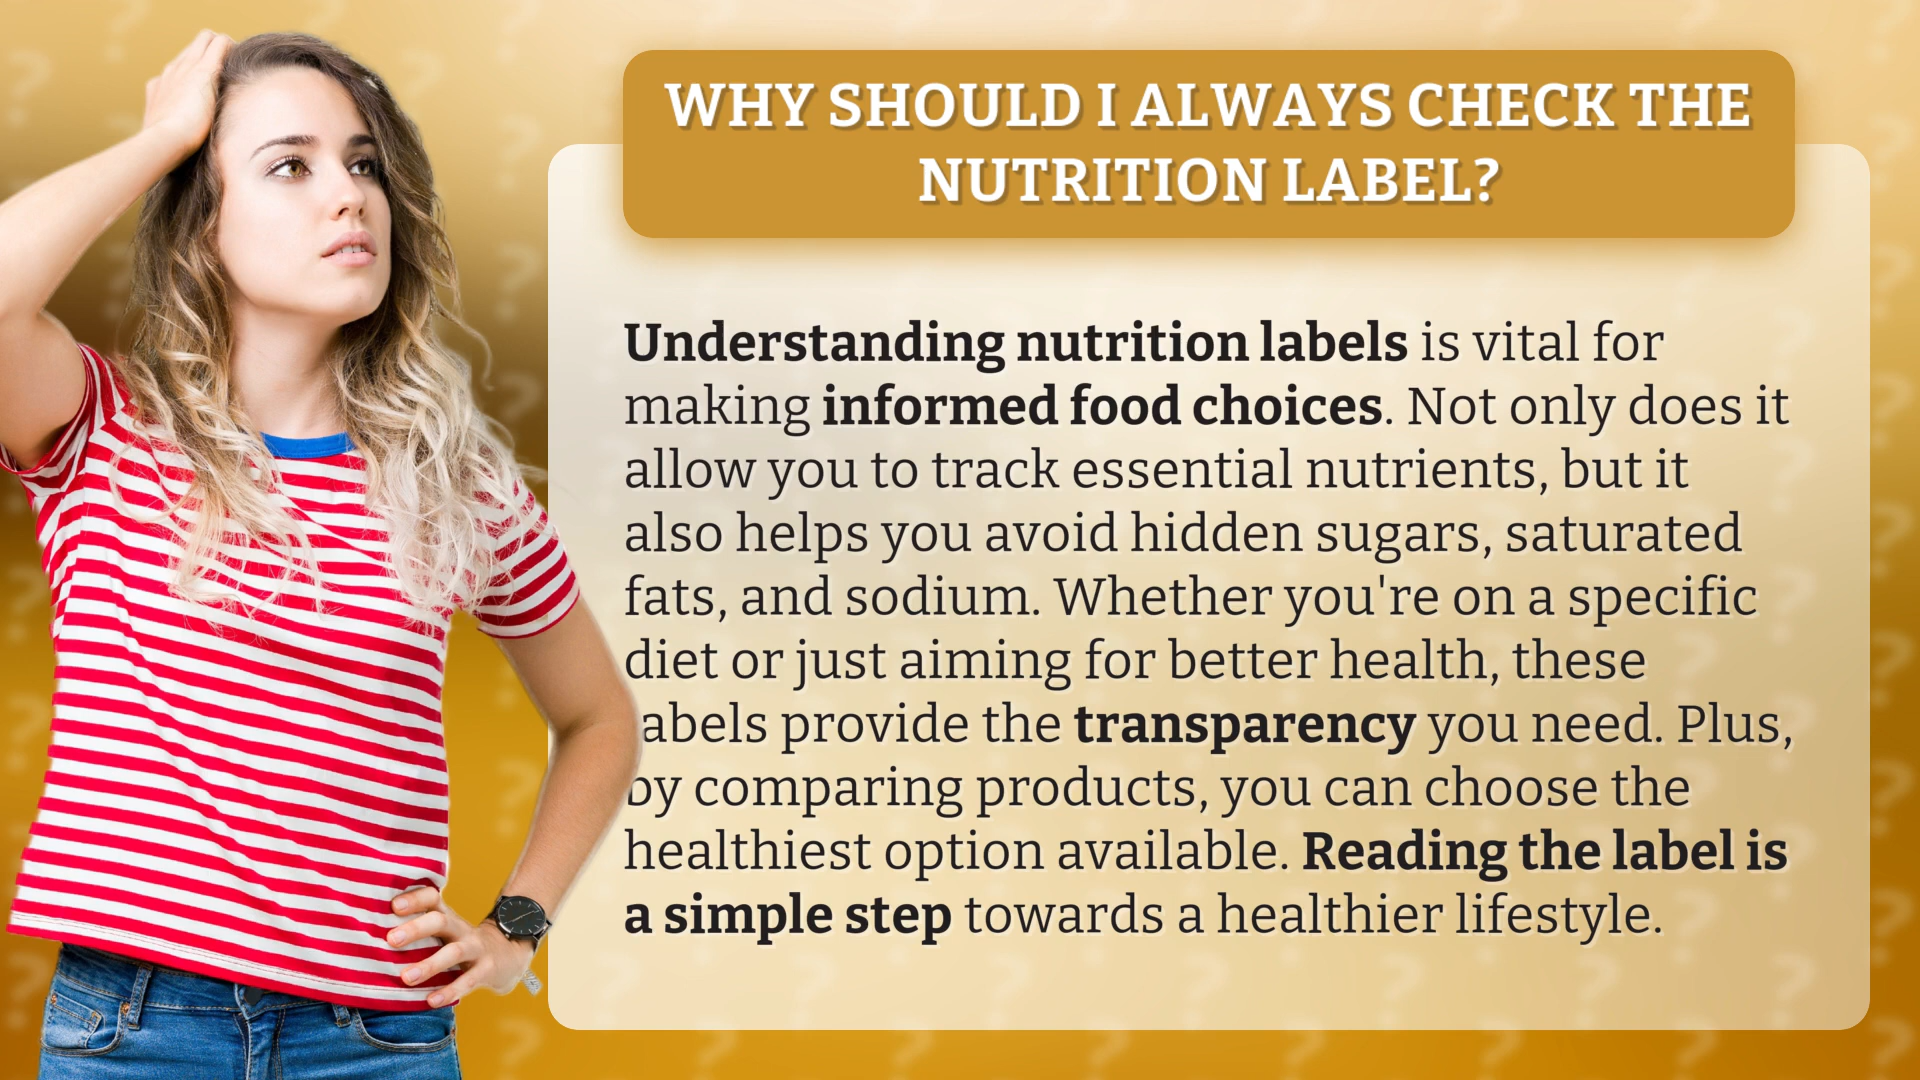 WHY SHOULD I ALWAYS CHECK THE
NUTRITION LABEL?
Understanding nutrition labels is vital for
making informed food choices. Not only does it
allow you to track essential nutrients, but it
also helps you avoid hidden sugars, saturated
fats, and sodium. Whether you're on a specific
diet or just aiming for better health, these
labels provide the transparency you need. Plus,
by comparing products, you can choose the
healthiest option available. Reading the label is
a simple step towards a healthier lifestyle.